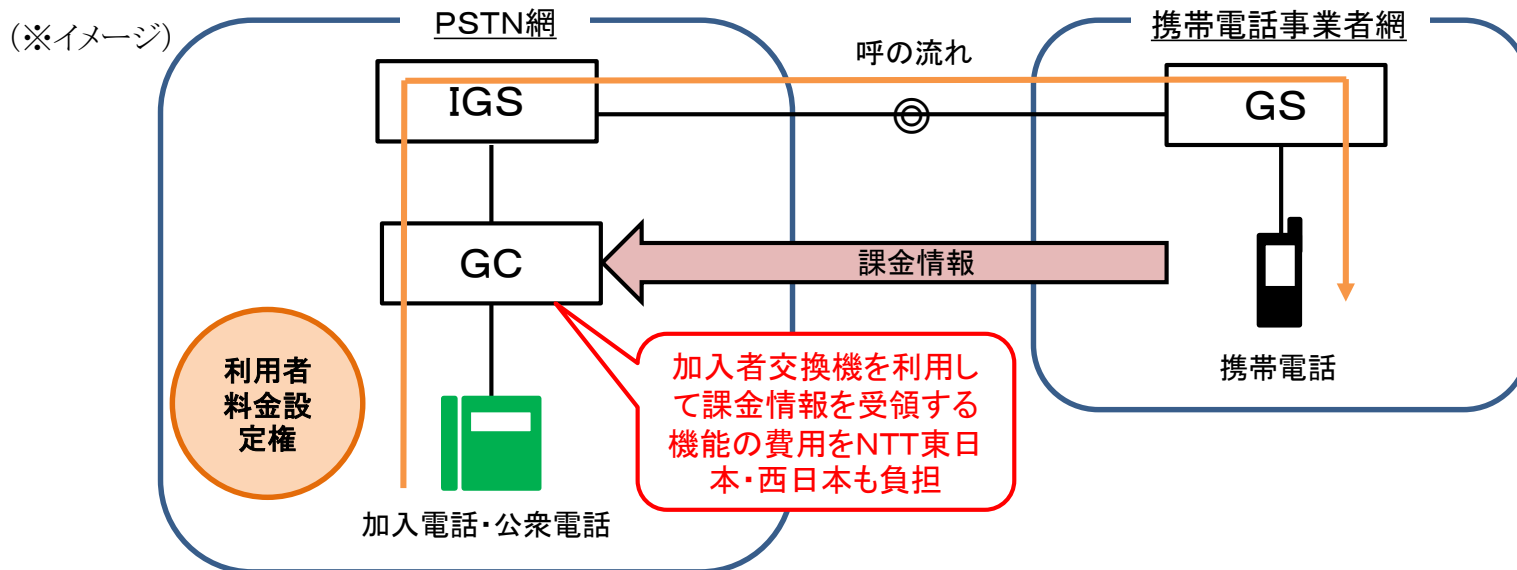 (※イメージ)
PSTN網
携帯電話事業者網
呼の流れ
IGS
GS
GC
課金情報
利用者
料金設
定権
加入者交換機を利用し
て課金情報を受領する
機能の費用をNTT東日
本・西日本も負担
携帯電話
加入電話・公衆電話